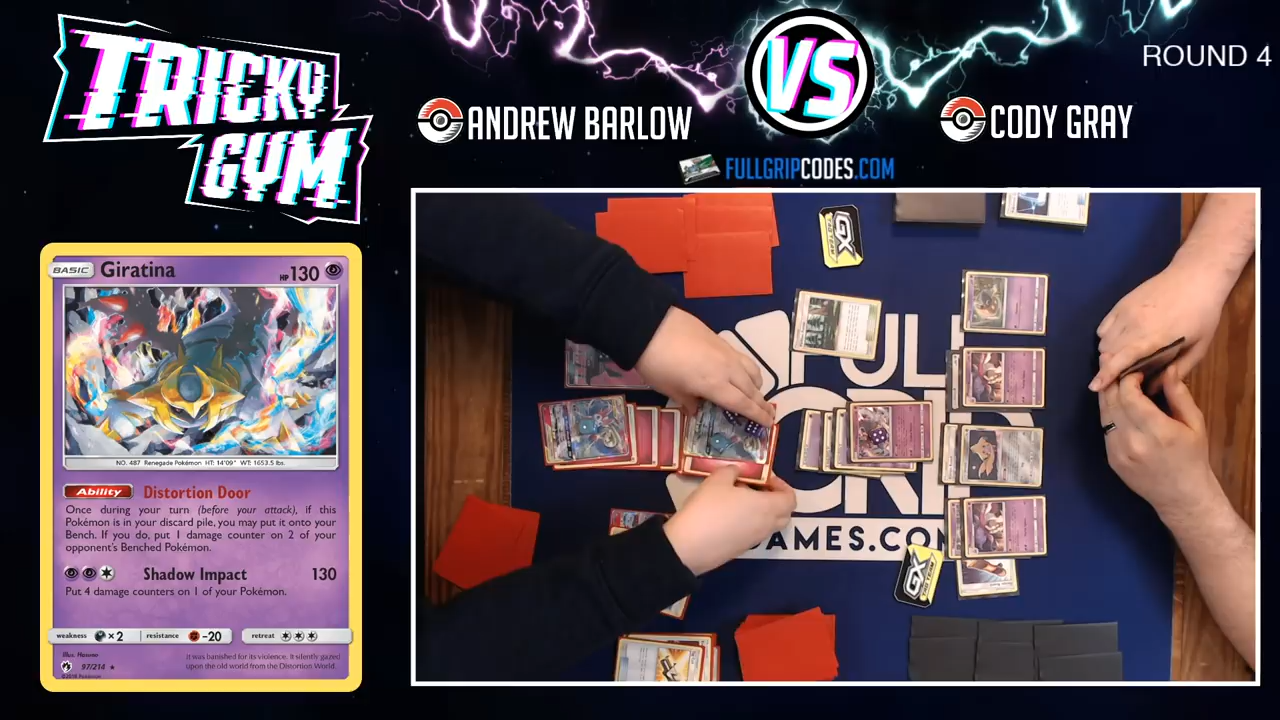 TRICKY
GYM
ANDREW BARLOW
VS
CODY GRAY
ROUND 4
FULLGRIPCODES.COM
BASIC Giratina HP 130
NO. 487 Renegade Pokémon HT: 14'09" WT: 1653.5 lbs.
Ability Distortion Door
Once during your turn (before your attack), if this
Pokémon is in your discard pile, you may put it onto your
Bench. If you do, put 1 damage counter on 2 of your
opponent's Benched Pokémon.
Shadow Impact 130
Put 4 damage counters on 1 of your Pokémon.
weakness ×2 resistance -20 retreat
97/214
It was banished for its violence. It silently gazed
upon the old world from the Distortion World.
GX
FULL
GRIP
GAMES.COM
GX